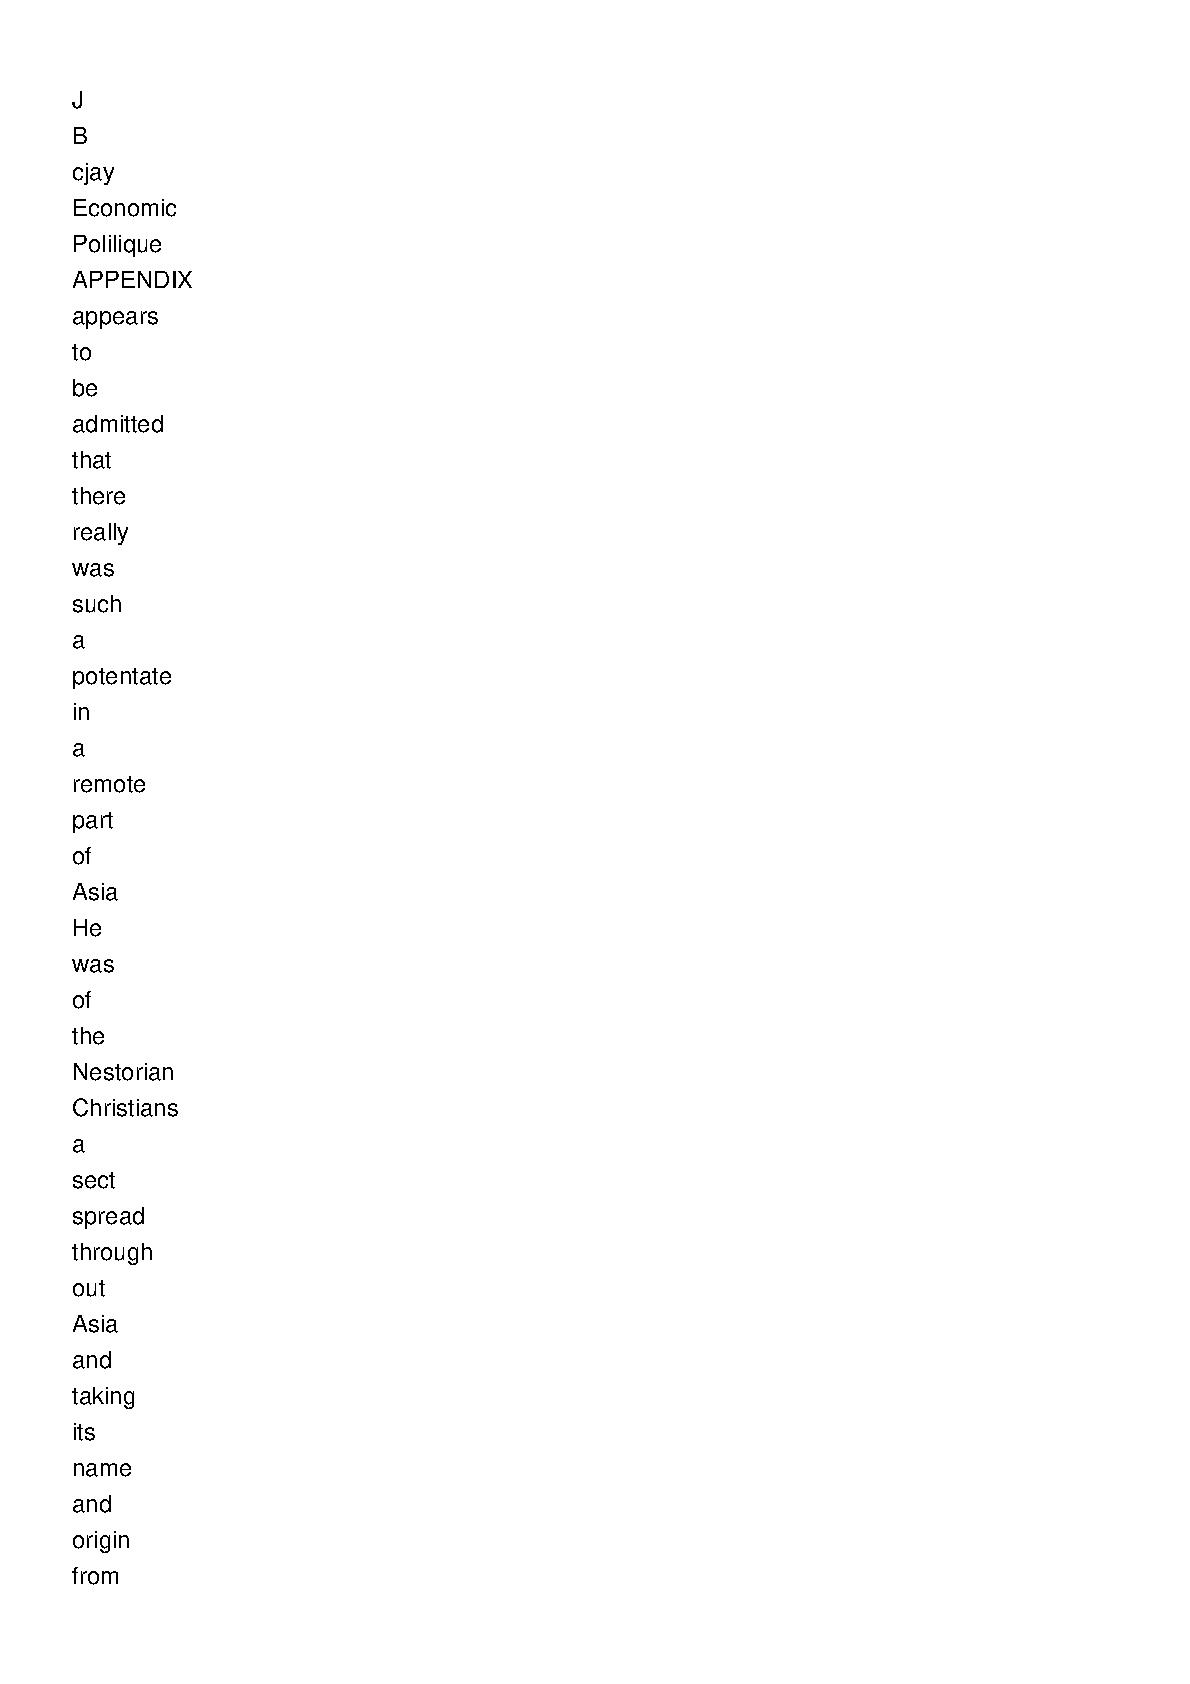 J
B
cjay
Economic
Polilique
APPENDIX
appears
to
be
admitted
that
there
really
was
such
a
potentate
in
a
remote
part
of
Asia
He
was
of
the
Nestorian
Christians
a
sect
spread
through
out
Asia
and
taking
its
name
and
origin
from